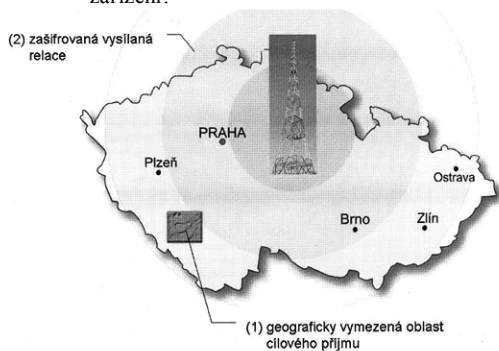 zařízení?
(2) zašifrovaná vysílaná
relace
PRAHA
Plzeň
Ostrava
Brno
Zlín
(1) geograficky vymezená oblast
cílového příjmu